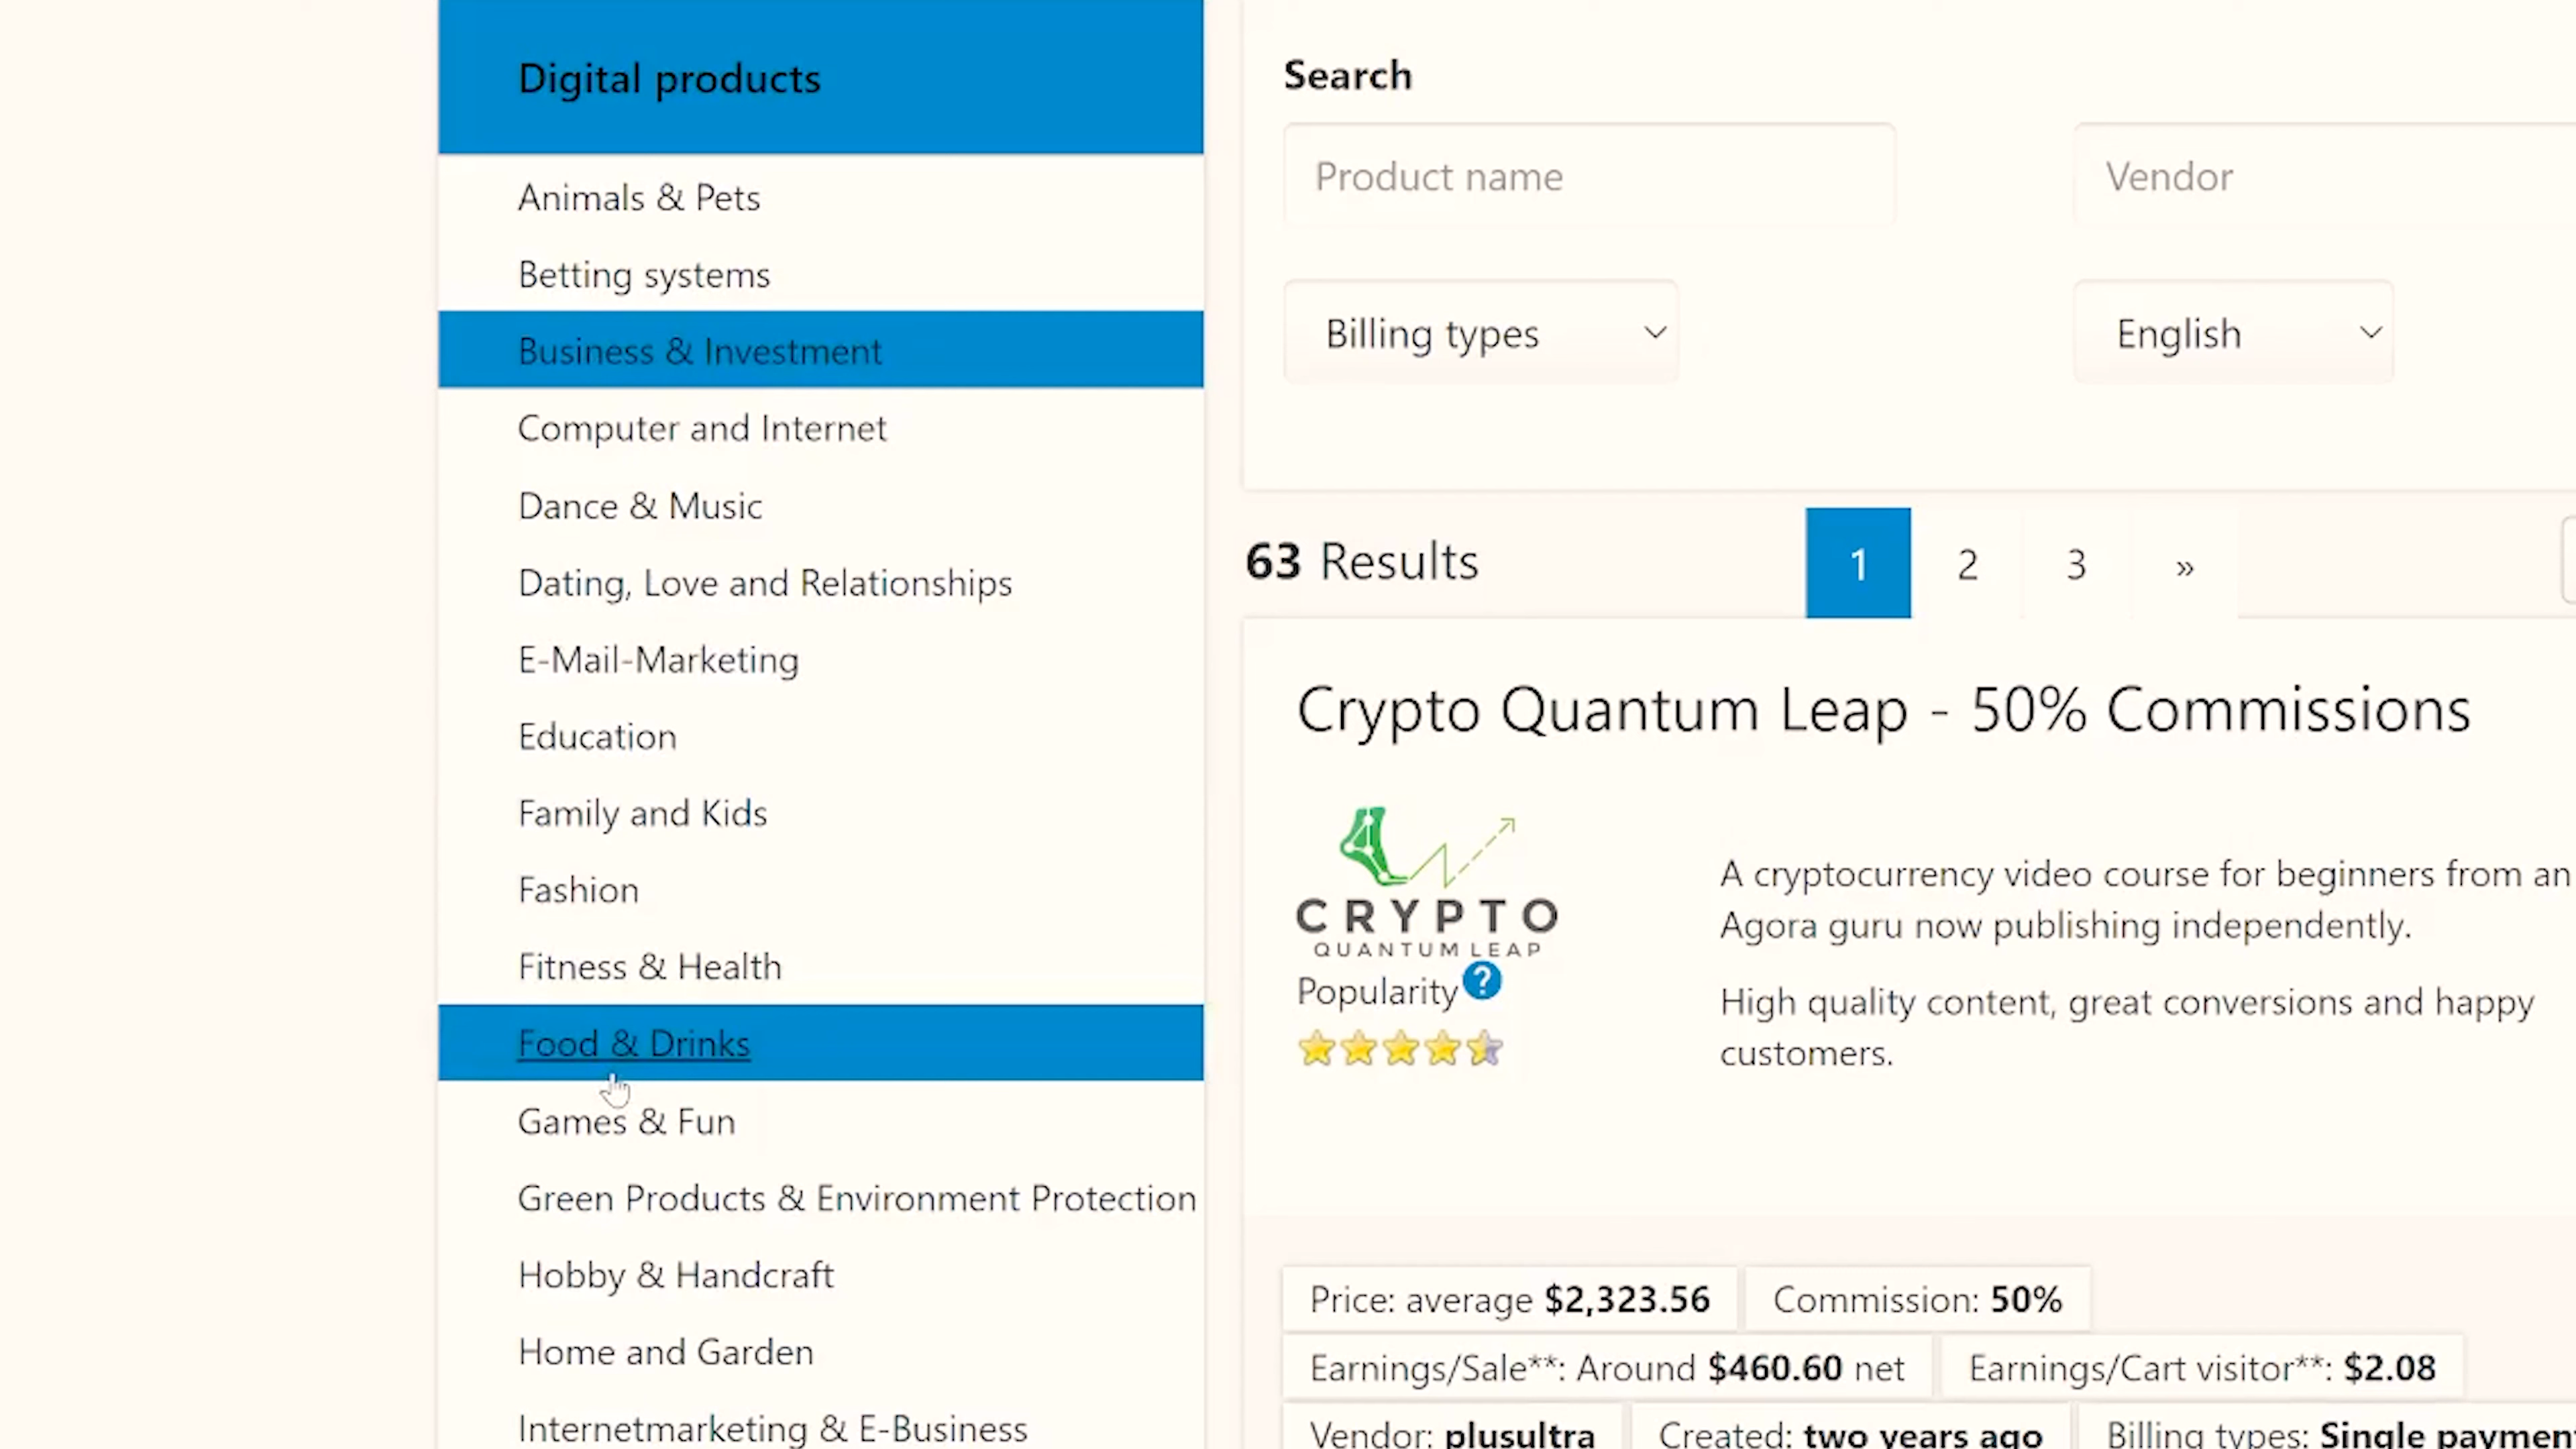 Digital products
Animals & Pets
Betting systems
Business & Investment
Computer and Internet
Dance & Music
Dating, Love and Relationships
E-Mail-Marketing
Education
Family and Kids
Fashion
Fitness & Health
Food & Drinks
Games & Fun
Green Products & Environment Protection
Hobby & Handcraft
Home and Garden
Internetmarketing & E-Business
Search
Product name
Vendor
Billing types
English
63 Results
1 2 3 »
Crypto Quantum Leap - 50% Commissions
CRYPTO
QUANTUM LEAP
Popularity ?
A cryptocurrency video course for beginners from an
Agora guru now publishing independently.
High quality content, great conversions and happy
customers.
Price: average $2,323.56 Commission: 50%
Earnings/Sale**: Around $460.60 net Earnings/Cart visitor**: $2.08
Vendor: plusultra Created: two years ago Billing types: Single paymen